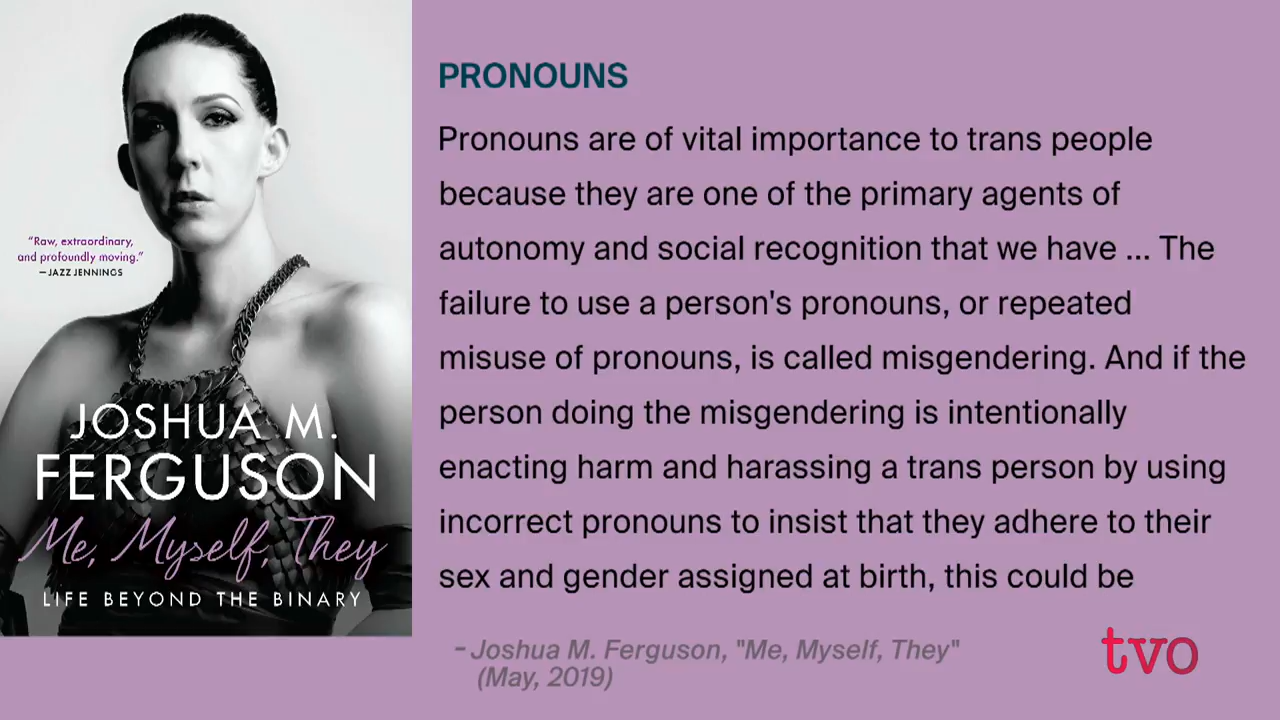 "Raw, extraordinary,
and profoundly moving."
—JAZZ JENNINGS
JOSHUA M.
FERGUSON
Me, Myself, They
LIFE BEYOND THE BINARY
PRONOUNS
Pronouns are of vital importance to trans people
because they are one of the primary agents of
autonomy and social recognition that we have ... The
failure to use a person's pronouns, or repeated
misuse of pronouns, is called misgendering. And if the
person doing the misgendering is intentionally
enacting harm and harassing a trans person by using
incorrect pronouns to insist that they adhere to their
sex and gender assigned at birth, this could be
– Joshua M. Ferguson, "Me, Myself, They"
(May, 2019)
tvo